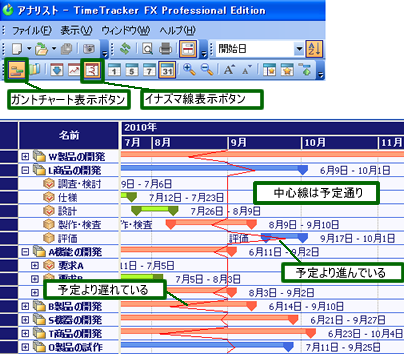 アナリスト - TimeTracker FX Professional Edition
ファイル(F) 表示(V) ウィンドウ(W) ヘルプ(H)
開始日
1 5 7 31
ガントチャート表示ボタン
イナズマ線表示ボタン
名前
2010年
7月 8月 9月 10月 11月
W製品の開発
L商品の開発 6月9日 - 10月1日
調査・検討 9日 - 7月6日
仕様 7月12日 - 7月23日
中心線は予定通り
設計 7月26日 - 8月9日
製作・検査 作・検査 8月9日 - 9月10日
評価 評価 9月17日 - 10月1日
A機能の開発 6月11日 - 9月2日
要求A 11日 - 7月5日
予定より進んでいる
7月5日 - 8月3日
予定より遅れている
8月3日 - 9月2日
B製品の開発 6月14日 - 9月10日
S機器の開発 6月21日 - 9月27日
T商品の開発 6月23日 - 10月4日
O製品の試作 7月11日 - 9月25日